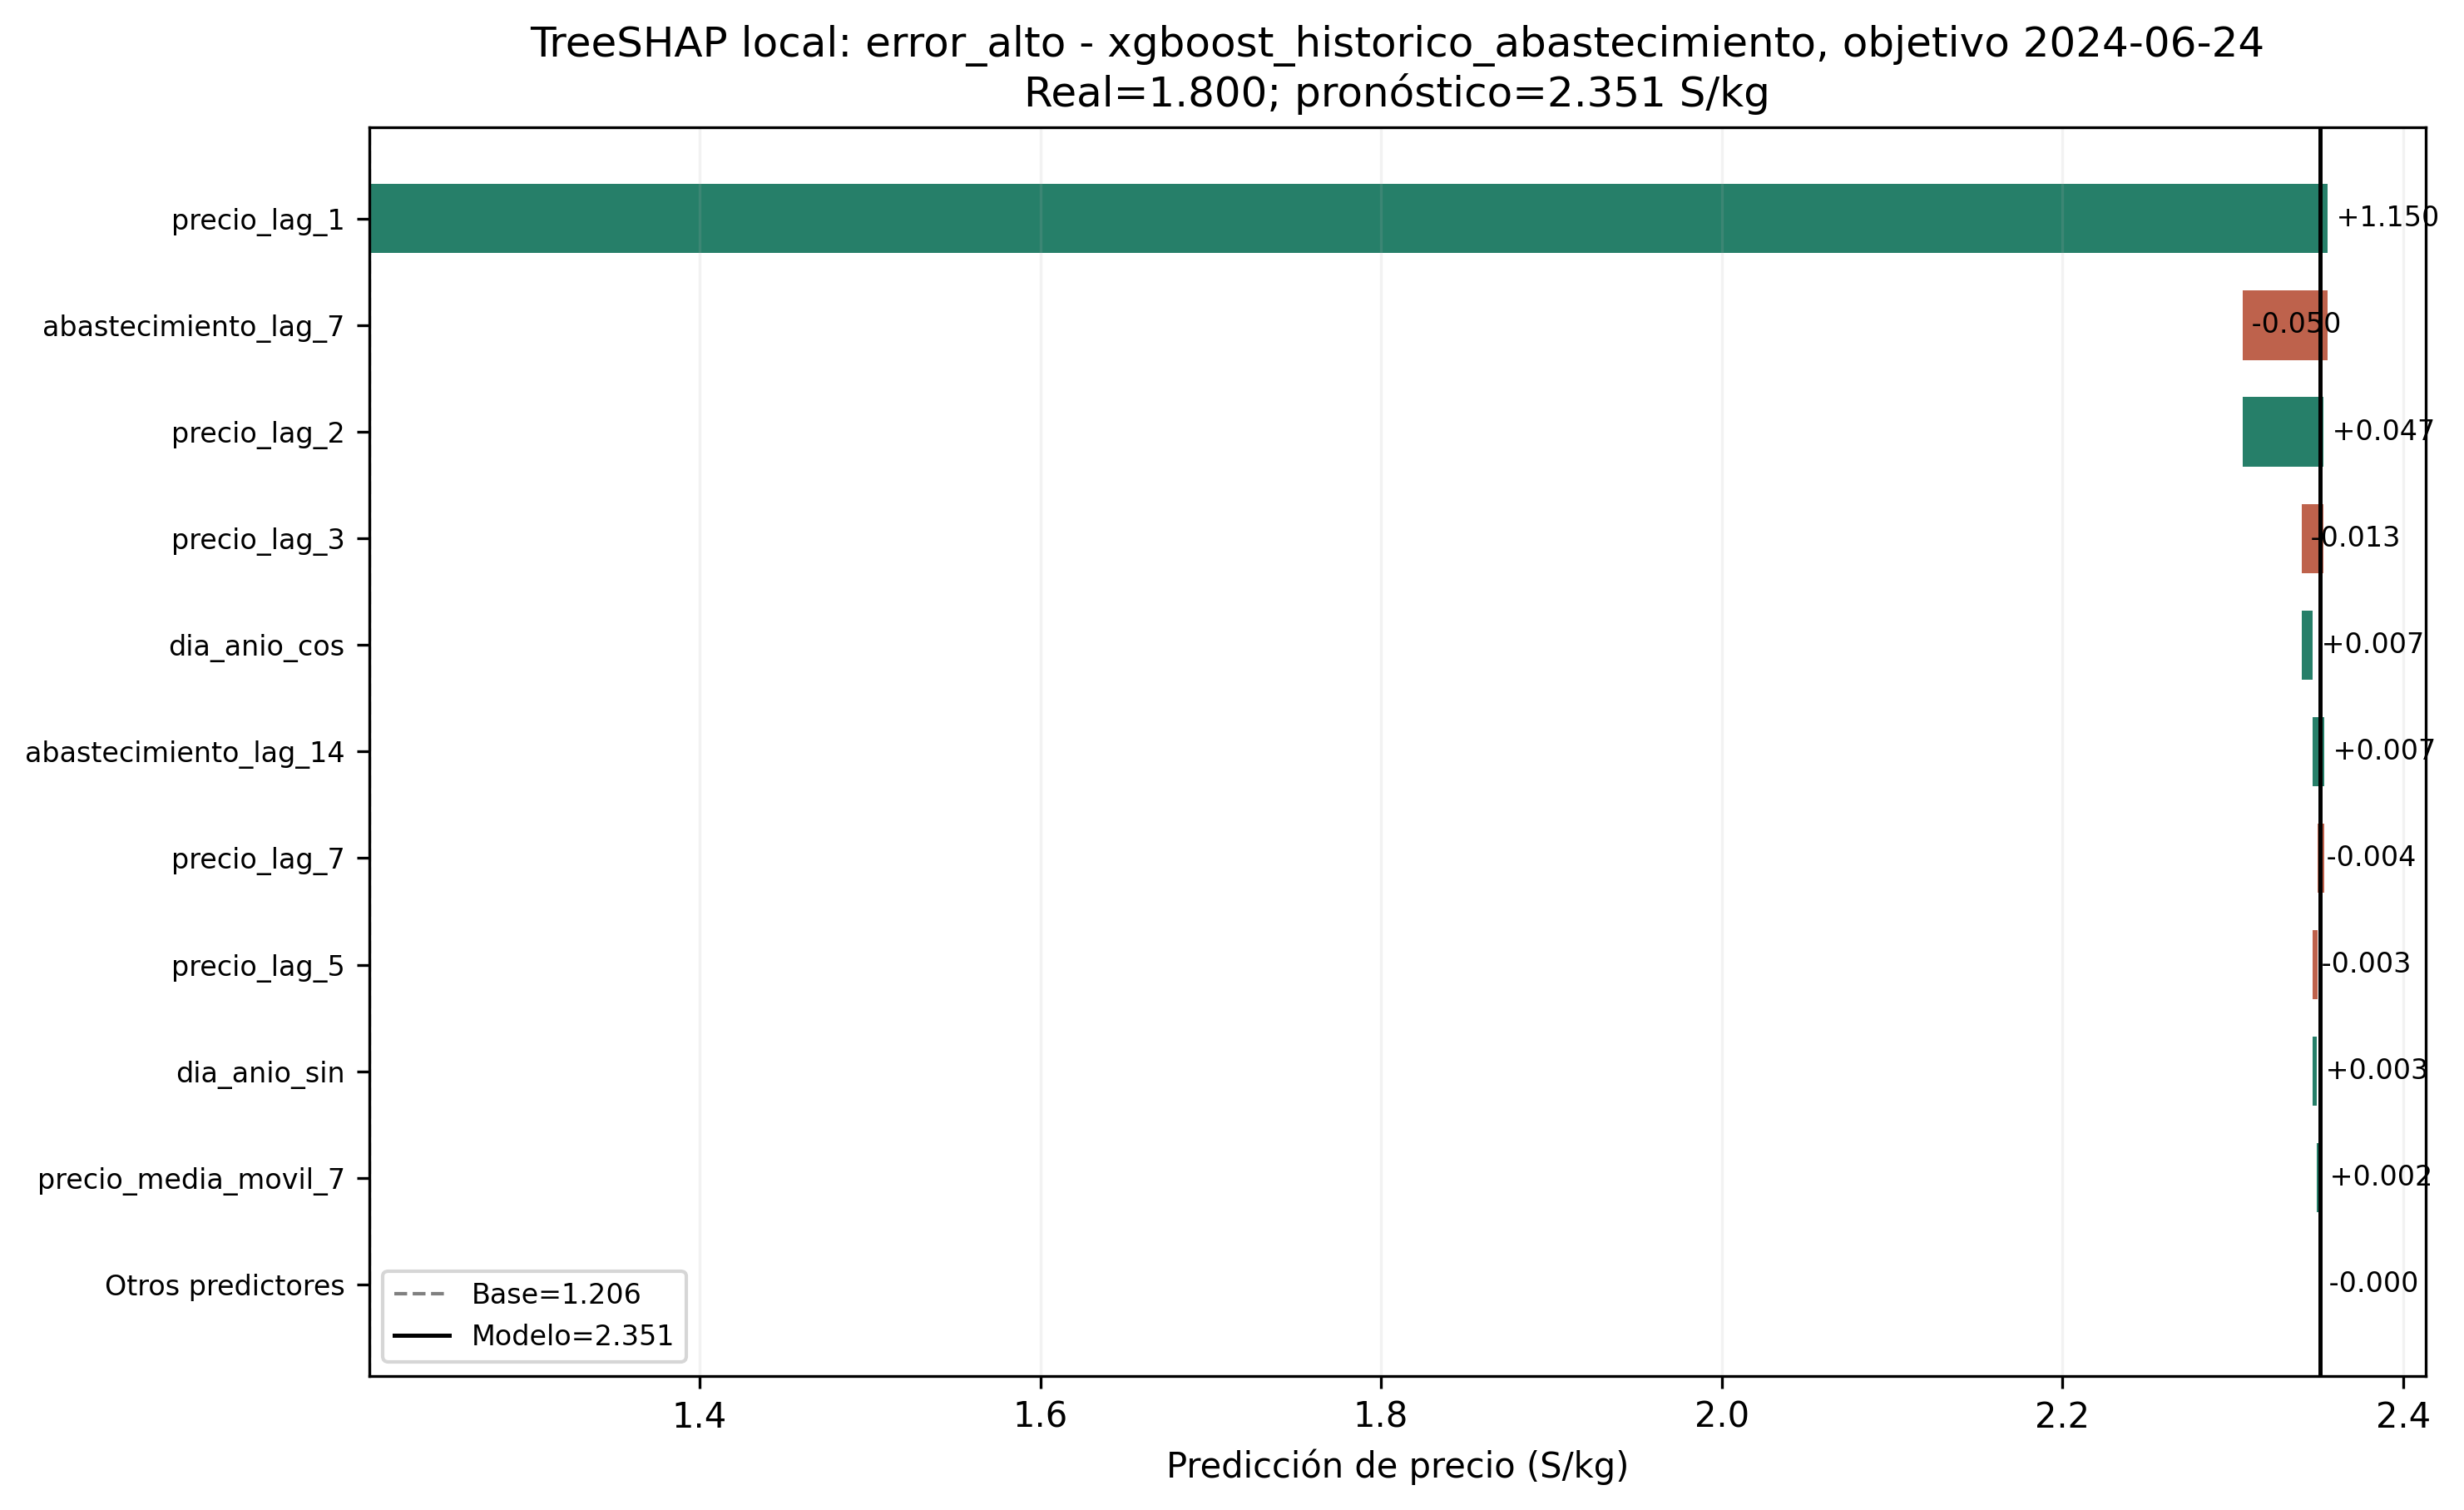 TreeSHAP local: error_alto - xgboost_historico_abastecimiento, objetivo 2024-06-24
Real=1.800; pronóstico=2.351 S/kg
precio_lag_1
+1.150
abastecimiento_lag_7
-0.050
precio_lag_2
+0.047
precio_lag_3
-0.013
dia_anio_cos
+0.007
abastecimiento_lag_14
+0.007
precio_lag_7
-0.004
precio_lag_5
-0.003
dia_anio_sin
+0.003
precio_media_movil_7
+0.002
Otros predictores
-0.000
Base=1.206
Modelo=2.351
1.4 1.6 1.8 2.0 2.2 2.4
Predicción de precio (S/kg)